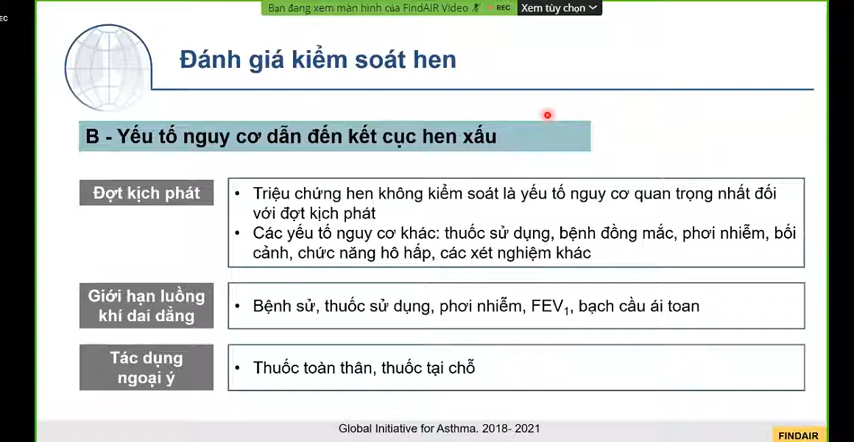 Bạn đang xem màn hình của FindAIR Video
REC
Xem tùy chọn
EC
Đánh giá kiểm soát hen
B - Yếu tố nguy cơ dẫn đến kết cục hen xấu
Đợt kịch phát
• Triệu chứng hen không kiểm soát là yếu tố nguy cơ quan trọng nhất đối
với đợt kịch phát
• Các yếu tố nguy cơ khác: thuốc sử dụng, bệnh đồng mắc, phơi nhiễm, bối
cảnh, chức năng hô hấp, các xét nghiệm khác
Giới hạn luồng
khí dai dẳng
• Bệnh sử, thuốc sử dụng, phơi nhiễm, FEV₁, bạch cầu ái toan
Tác dụng
ngoại ý
• Thuốc toàn thân, thuốc tại chỗ
Global Initiative for Asthma. 2018- 2021
FINDAIR